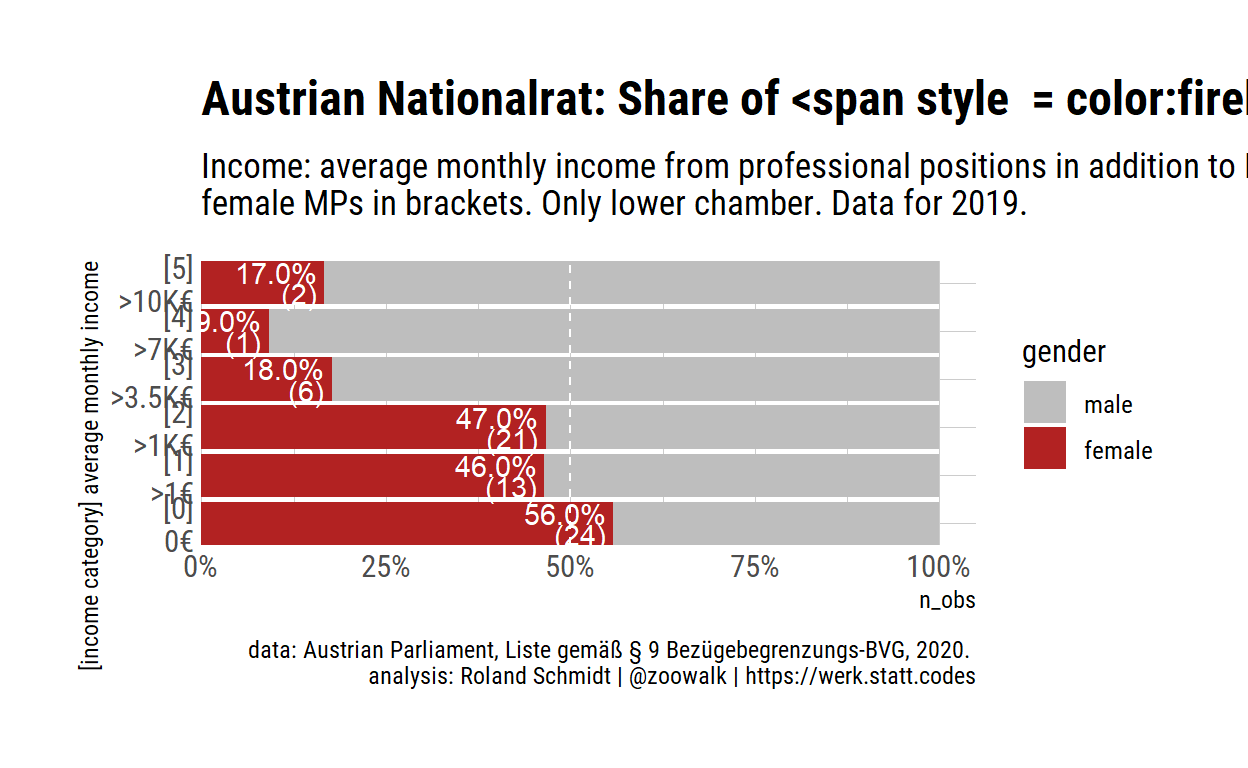 Austrian Nationalrat: Share of <span style  = color:fire
Income: average monthly income from professional positions in addition to
female MPs in brackets. Only lower chamber. Data for 2019.
[income category] average monthly income
[5]
>10K€
17.0%
(2)
[4]
>7K€
9.0%
(1)
[3]
>3.5K€
18.0%
(6)
[2]
>1K€
47.0%
(21)
[1]
>1€
46.0%
(13)
[0]
0€
56.0%
(24)
0% 25% 50% 75% 100%
n_obs
gender
male
female
data: Austrian Parliament, Liste gemäß § 9 Bezügebegrenzungs-BVG, 2020.
analysis: Roland Schmidt | @zoowalk | https://werk.statt.codes